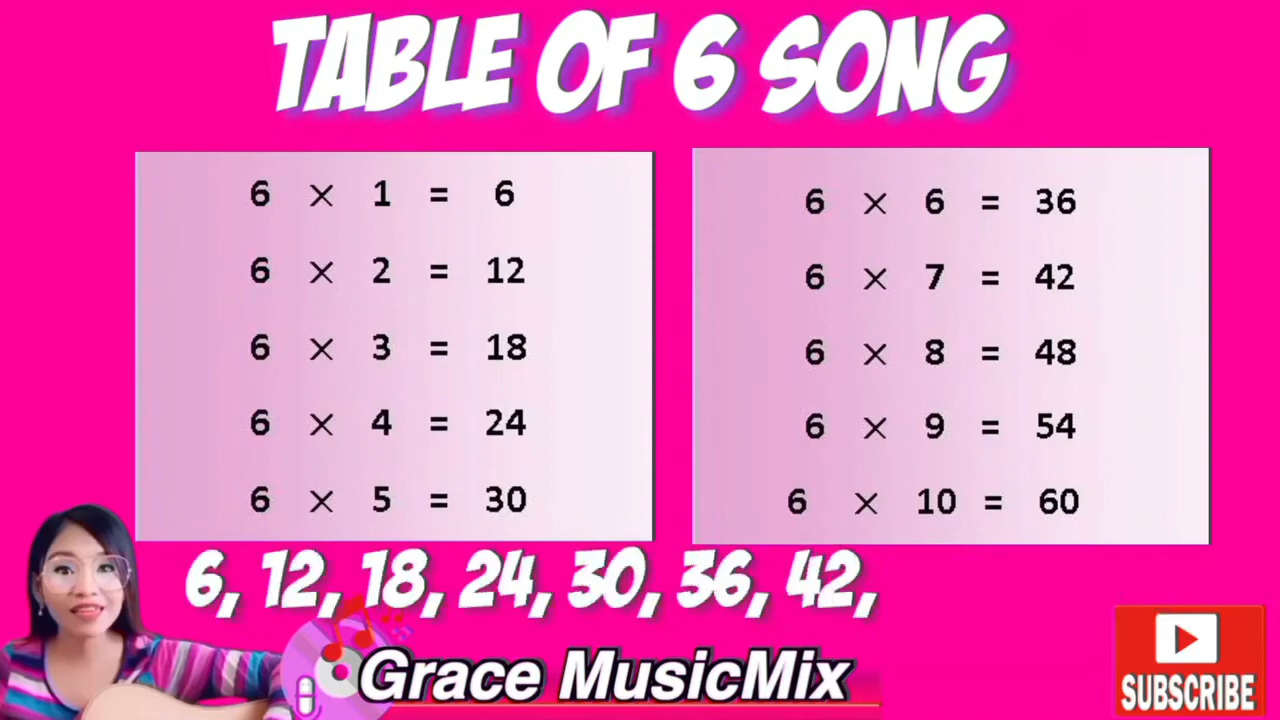 TABLE OF 6 SONG
6 × 1 = 6
6 × 2 = 12
6 × 3 = 18
6 × 4 = 24
6 × 5 = 30
6 × 6 = 36
6 × 7 = 42
6 × 8 = 48
6 × 9 = 54
6 × 10 = 60
6, 12, 18, 24, 30, 36, 42,
Grace MusicMix
SUBSCRIBE